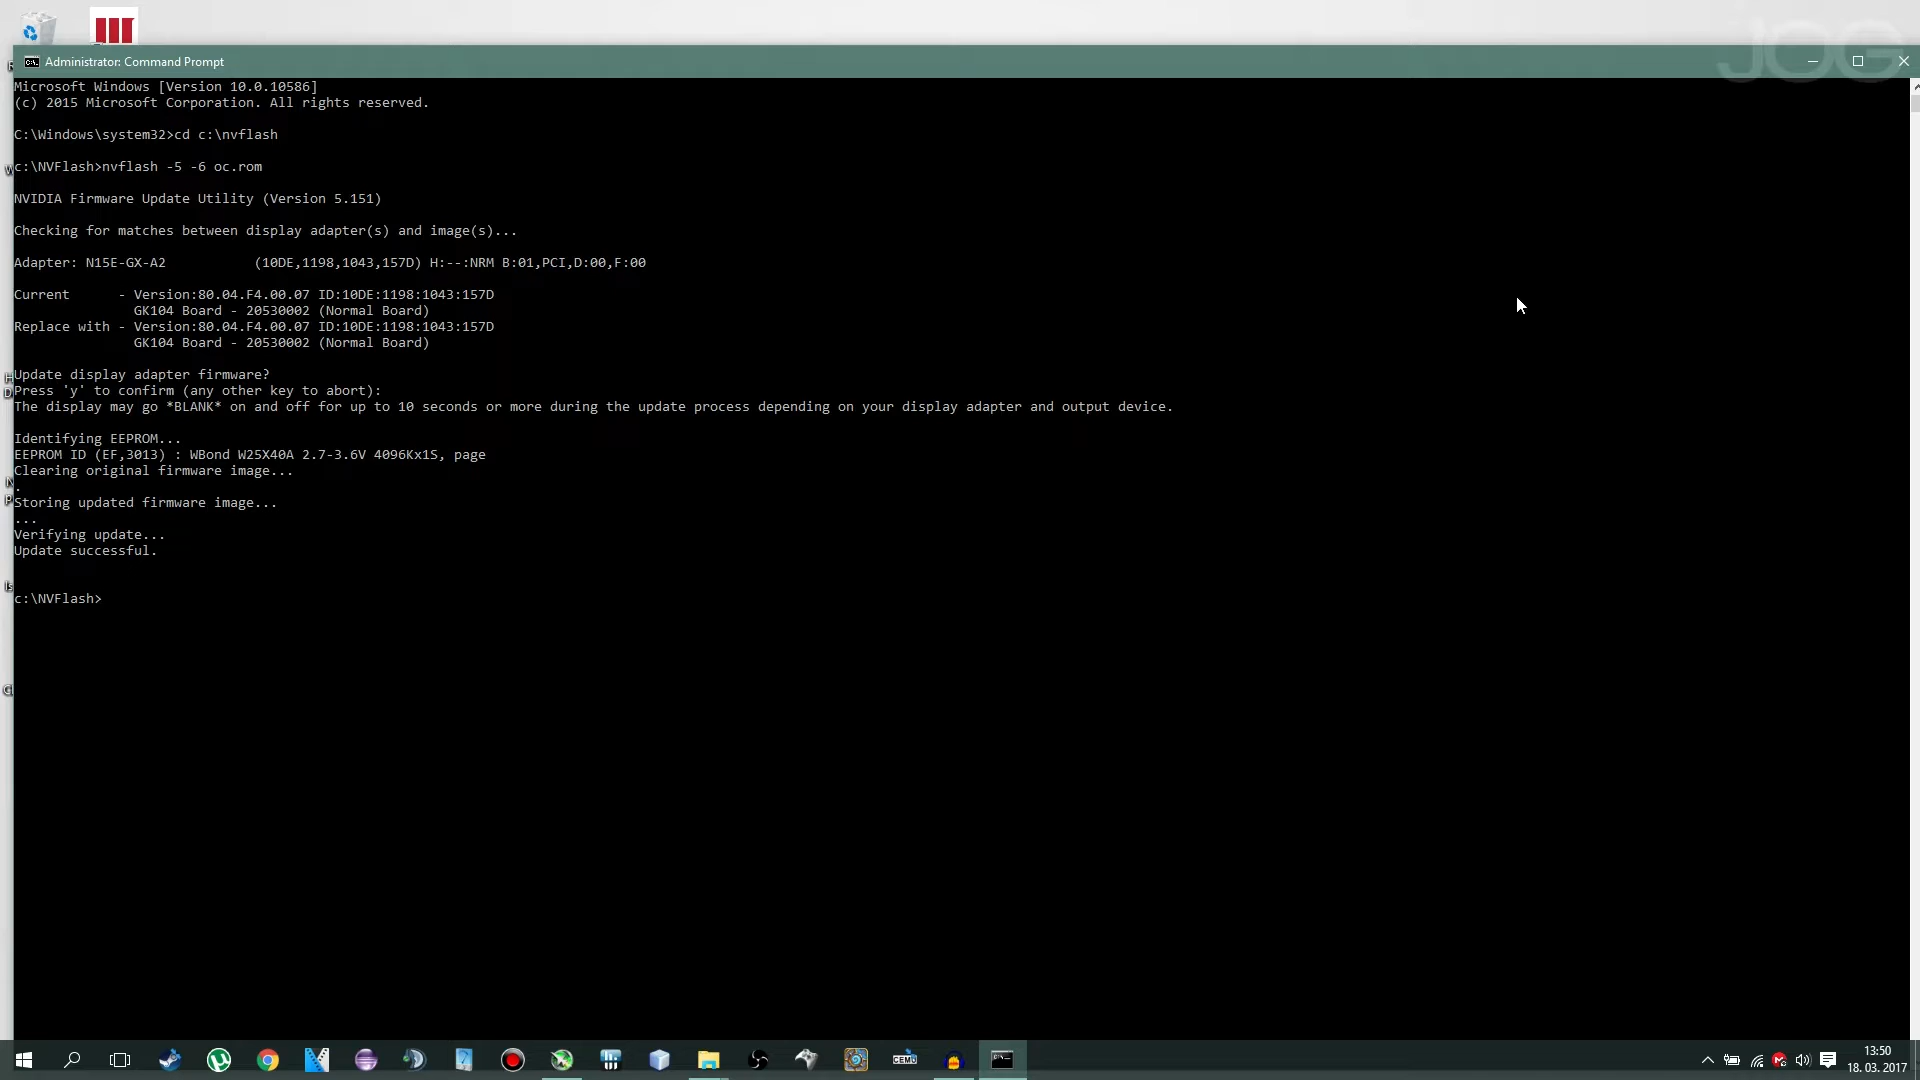 JOG
Administrator: Command Prompt
Microsoft Windows [Version 10.0.10586]
(c) 2015 Microsoft Corporation. All rights reserved.
C:\Windows\system32>cd c:\nvflash
c:\NVFlash>nvflash -5 -6 oc.rom
NVIDIA Firmware Update Utility (Version 5.151)
Checking for matches between display adapter(s) and image(s)...
Adapter: N15E-GX-A2 (10DE,1198,1043,157D) H:--:NRM B:01,PCI,D:00,F:00
Current - Version:80.04.F4.00.07 ID:10DE:1198:1043:157D
GK104 Board - 20530002 (Normal Board)
Replace with - Version:80.04.F4.00.07 ID:10DE:1198:1043:157D
GK104 Board - 20530002 (Normal Board)
Update display adapter firmware?
Press 'y' to confirm (any other key to abort):
The display may go *BLANK* on and off for up to 10 seconds or more during the update process depending on your display adapter and output device.
Identifying EEPROM...
EEPROM ID (EF,3013) : WBond W25X40A 2.7-3.6V 4096Kx1S, page
Clearing original firmware image...
.
Storing updated firmware image...
...
Verifying update...
Update successful.
c:\NVFlash>
CEMU
13:50
18. 03. 2017